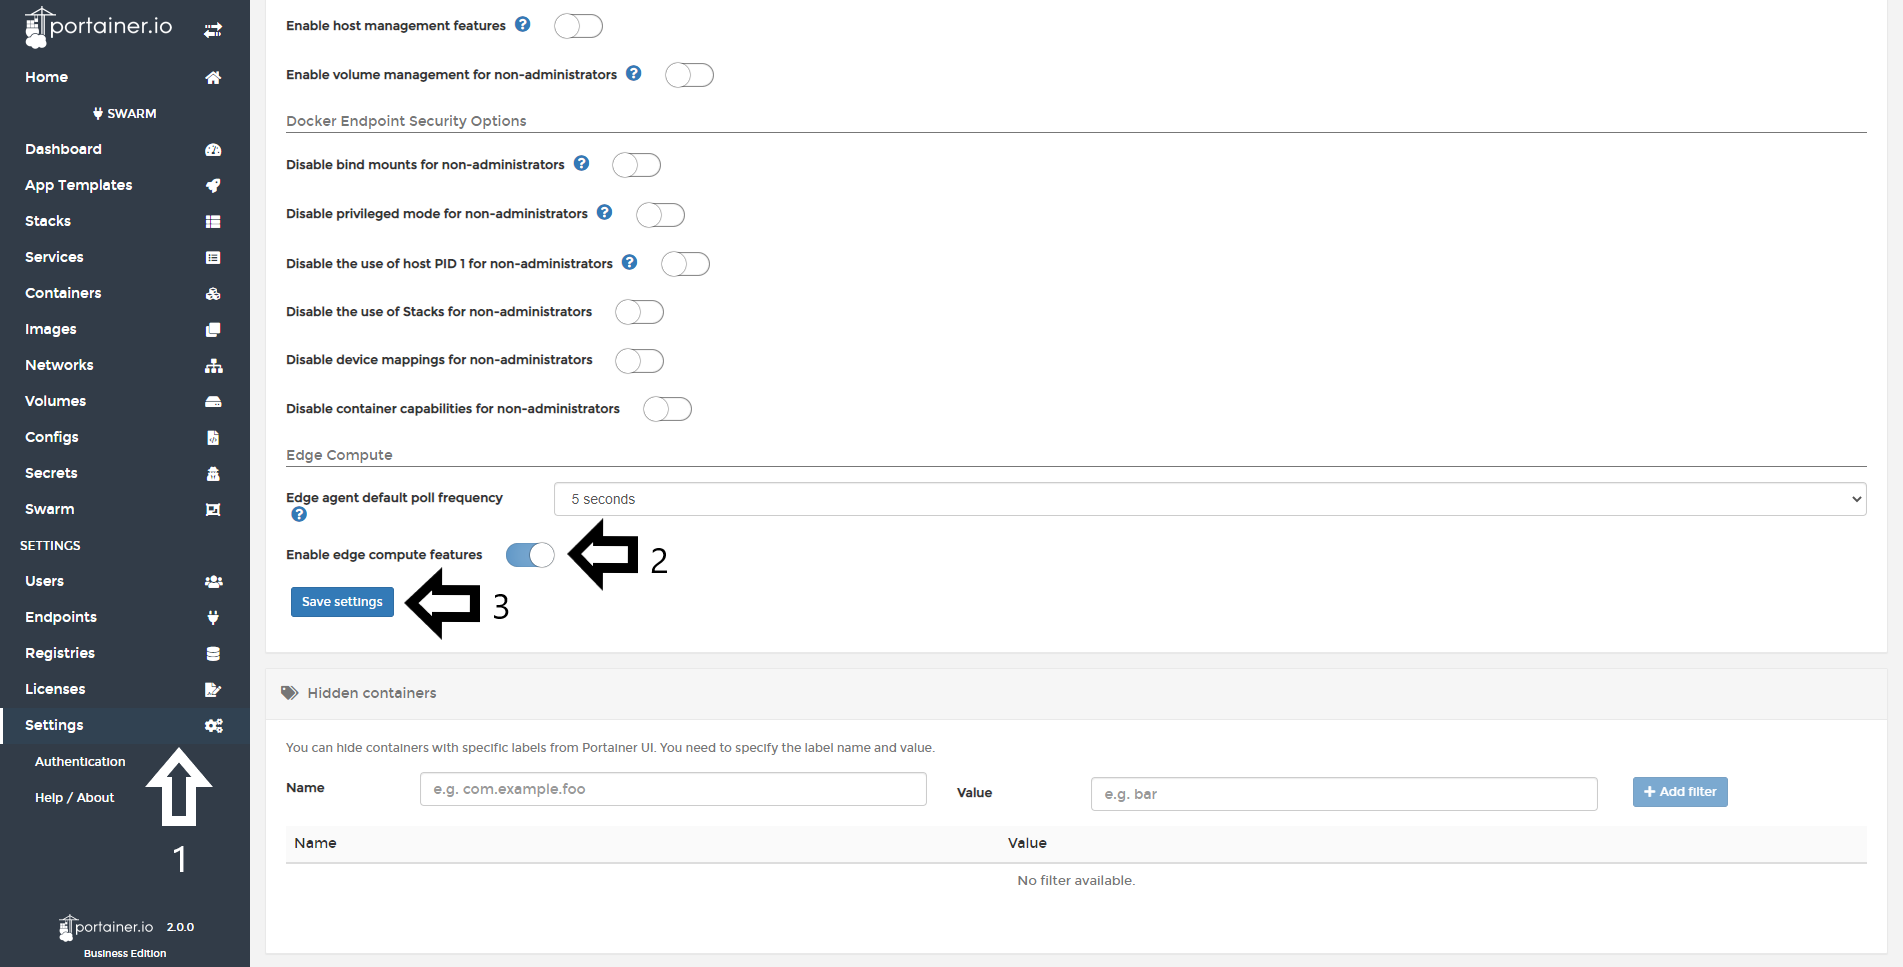 portainer.io
Home
SWARM
Dashboard
App Templates
Stacks
Services
Containers
Images
Networks
Volumes
Configs
Secrets
Swarm
SETTINGS
Users
Endpoints
Registries
Licenses
Settings
Authentication
Help / About
1
portainer.io 2.0.0
Business Edition
Enable host management features ?
Enable volume management for non-administrators ?
Docker Endpoint Security Options
Disable bind mounts for non-administrators ?
Disable privileged mode for non-administrators ?
Disable the use of host PID 1 for non-administrators ?
Disable the use of Stacks for non-administrators
Disable device mappings for non-administrators
Disable container capabilities for non-administrators
Edge Compute
Edge agent default poll frequency 5 seconds
?
Enable edge compute features 2
Save settings 3
Hidden containers
You can hide containers with specific labels from Portainer UI. You need to specify the label name and value.
Name e.g. com.example.foo Value e.g. bar + Add filter
Name Value
No filter available.